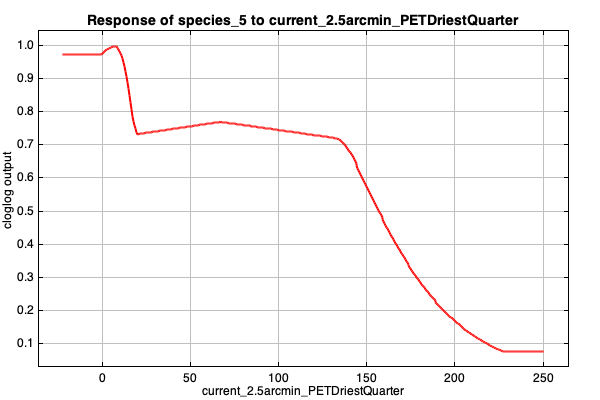 Response of species_5 to current_2.5arcmin_PETDriestQuarter
1.0
0.9
0.8
0.7
0.6
0.5
0.4
0.3
0.2
0.1
cloglog output
0 50 100 150 200 250
current_2.5arcmin_PETDriestQuarter